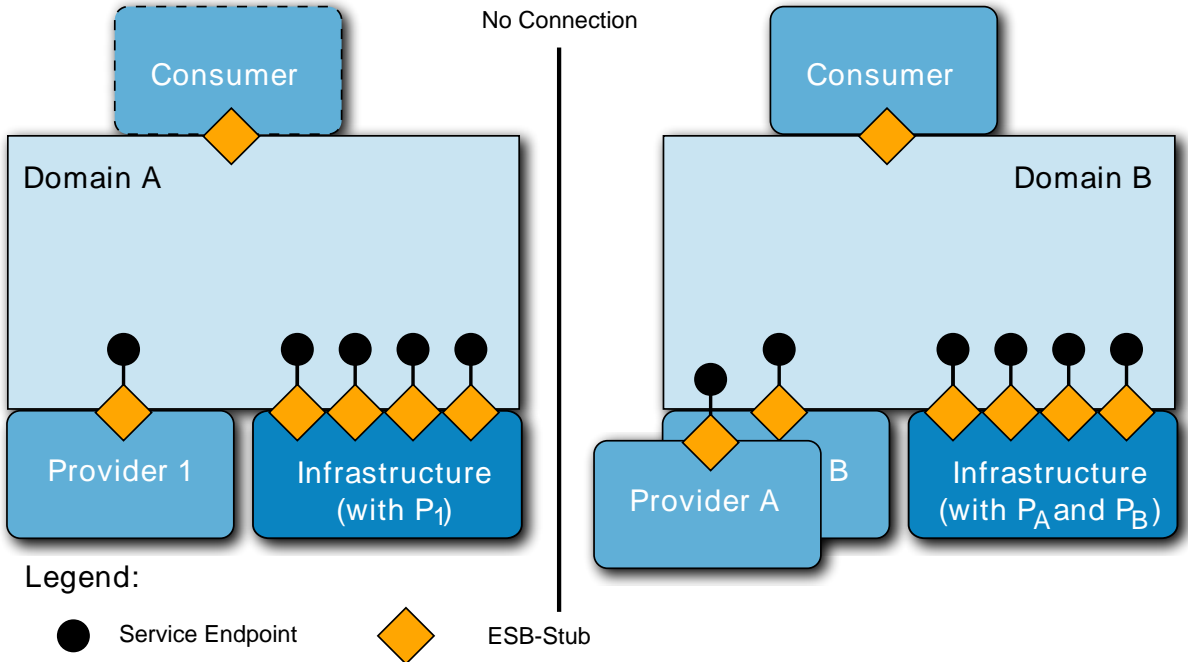 No Connection
Consumer
Consumer
Domain A
Domain B
Provider 1
Infrastructure
(with P1)
Provider A
B
Infrastructure
(with PA and PB)
Legend:
Service Endpoint
ESB-Stub